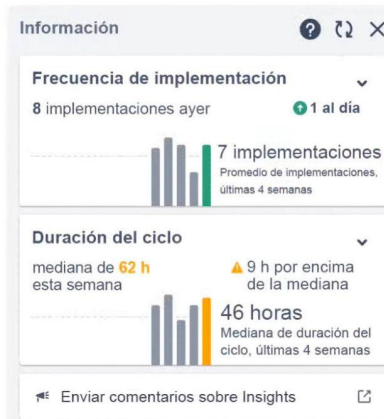 Información
Frecuencia de implementación
8 implementaciones ayer
1 al día
7 implementaciones
Promedio de implementaciones,
últimas 4 semanas
Duración del ciclo
mediana de 62 h
esta semana
9 h por encima
de la mediana
46 horas
Mediana de duración del
ciclo, últimas 4 semanas
Enviar comentarios sobre Insights